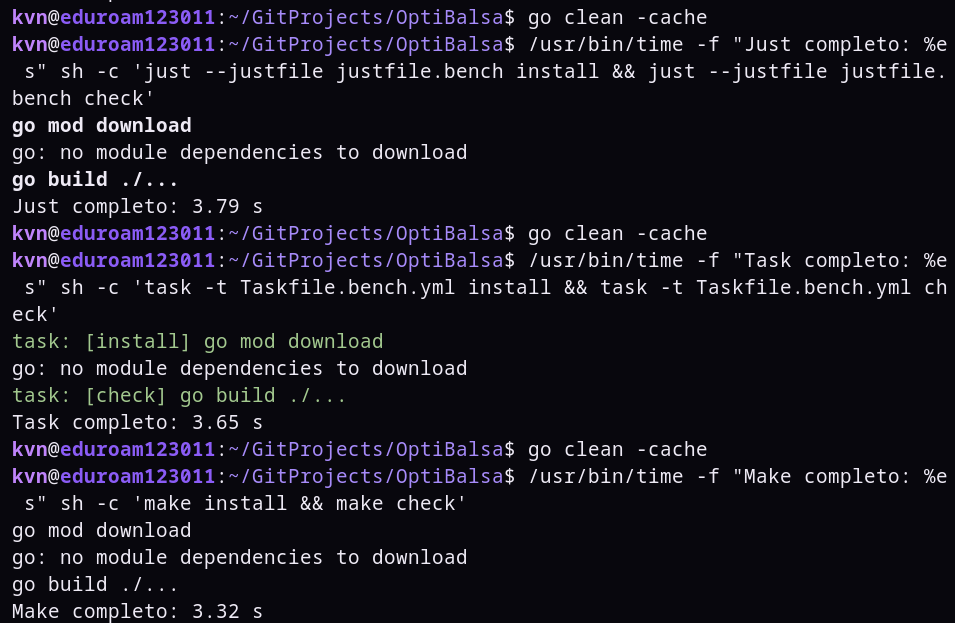 kvn@eduroam123011:~/GitProjects/OptiBalsa$ go clean -cache
kvn@eduroam123011:~/GitProjects/OptiBalsa$ /usr/bin/time -f "Just completo: %e
 s" sh -c 'just --justfile justfile.bench install && just --justfile justfile.
bench check'
go mod download
go: no module dependencies to download
go build ./...
Just completo: 3.79 s
kvn@eduroam123011:~/GitProjects/OptiBalsa$ go clean -cache
kvn@eduroam123011:~/GitProjects/OptiBalsa$ /usr/bin/time -f "Task completo: %e
 s" sh -c 'task -t Taskfile.bench.yml install && task -t Taskfile.bench.yml ch
eck'
task: [install] go mod download
go: no module dependencies to download
task: [check] go build ./...
Task completo: 3.65 s
kvn@eduroam123011:~/GitProjects/OptiBalsa$ go clean -cache
kvn@eduroam123011:~/GitProjects/OptiBalsa$ /usr/bin/time -f "Make completo: %e
 s" sh -c 'make install && make check'
go mod download
go: no module dependencies to download
go build ./...
Make completo: 3.32 s